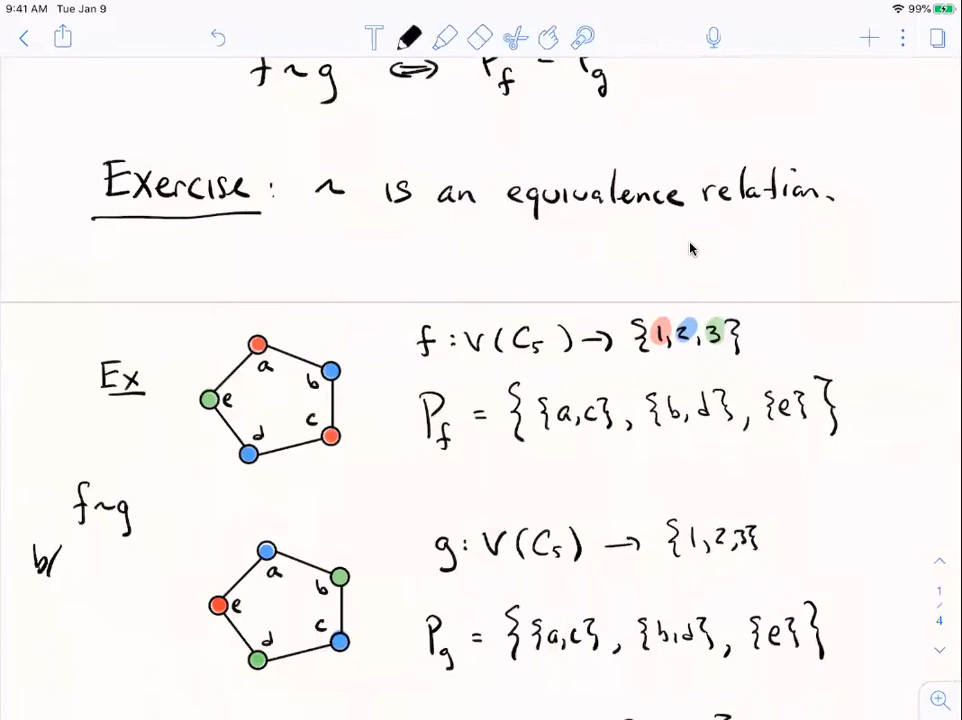 9:41 AM Tue Jan 9
99%
f ~ g ⟺ P_f = P_g
Exercise: ~ is an equivalence relation.
Ex
a
b
c
d
e
f : V(C₅) → {1, 2, 3}
P_f = {{a,c}, {b,d}, {e}}
f~g
b/
a
b
c
d
e
g: V(C₅) → {1,2,3}
P_g = {{a,c}, {b,d}, {e}}
1
/
4